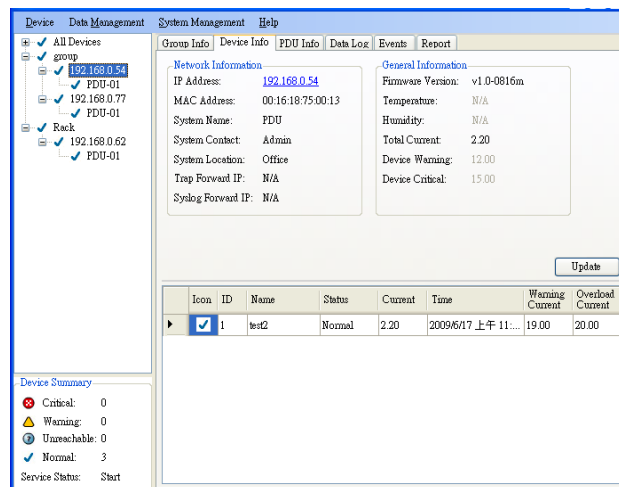 Device Data Management System Management Help
All Devices
group
192.168.0.54
PDU-01
192.168.0.77
PDU-01
Rack
192.168.0.62
PDU-01
Group Info Device Info PDU Info Data Log Events Report
Network Information
IP Address: 192.168.0.54
MAC Address: 00:16:18:75:00:13
System Name: PDU
System Contact: Admin
System Location: Office
Trap Forward IP: N/A
Syslog Forward IP: N/A
General Information
Firmware Version: v1.0-0816m
Temperature: N/A
Humidity: N/A
Total Current: 2.20
Device Warning: 12.00
Device Critical: 15.00
Update
Icon ID Name Status Current Time Warning Current Overload Current
1 test2 Normal 2.20 2009/6/17 上午 11:... 19.00 20.00
Device Summary
Critical: 0
Warning: 0
Unreachable: 0
Normal: 3
Service Status: Start